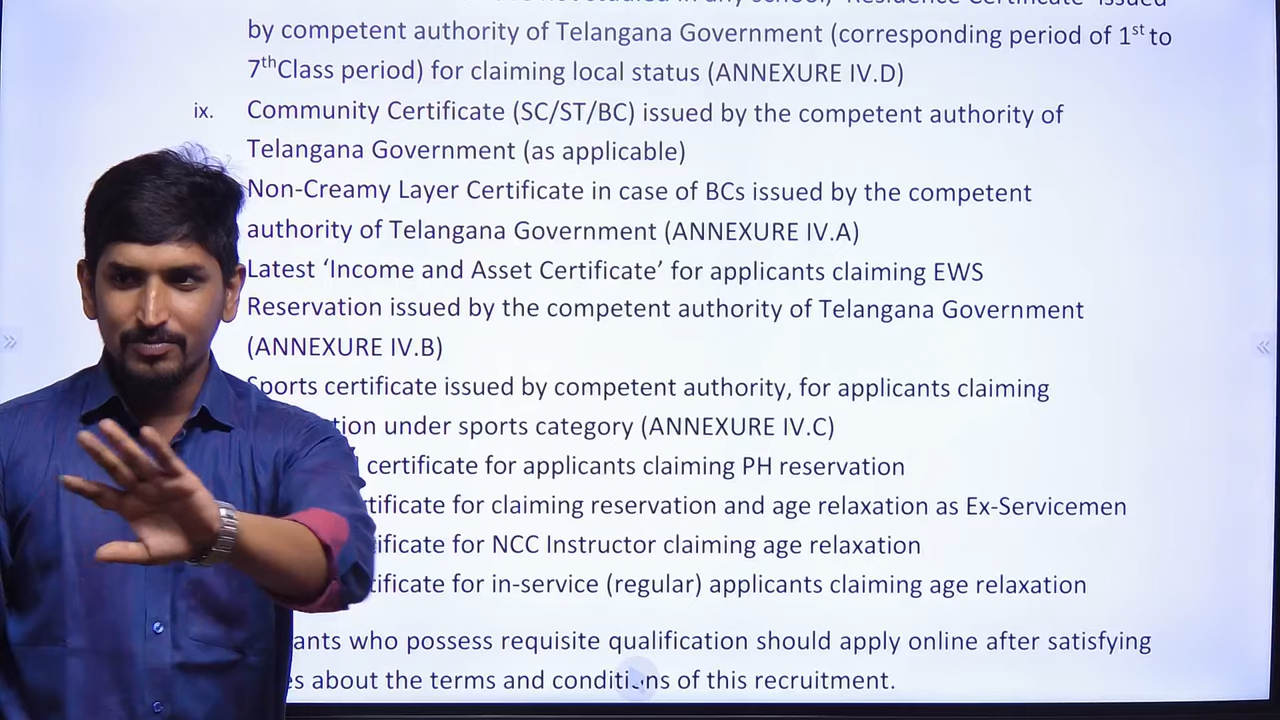 by competent authority of Telangana Government (corresponding period of 1st to
7thClass period) for claiming local status (ANNEXURE IV.D)
ix. Community Certificate (SC/ST/BC) issued by the competent authority of
Telangana Government (as applicable)
Non-Creamy Layer Certificate in case of BCs issued by the competent
authority of Telangana Government (ANNEXURE IV.A)
Latest ‘Income and Asset Certificate’ for applicants claiming EWS
Reservation issued by the competent authority of Telangana Government
(ANNEXURE IV.B)
Sports certificate issued by competent authority, for applicants claiming
tion under sports category (ANNEXURE IV.C)
certificate for applicants claiming PH reservation
tificate for claiming reservation and age relaxation as Ex-Servicemen
ificate for NCC Instructor claiming age relaxation
tificate for in-service (regular) applicants claiming age relaxation
ants who possess requisite qualification should apply online after satisfying
s about the terms and conditions of this recruitment.